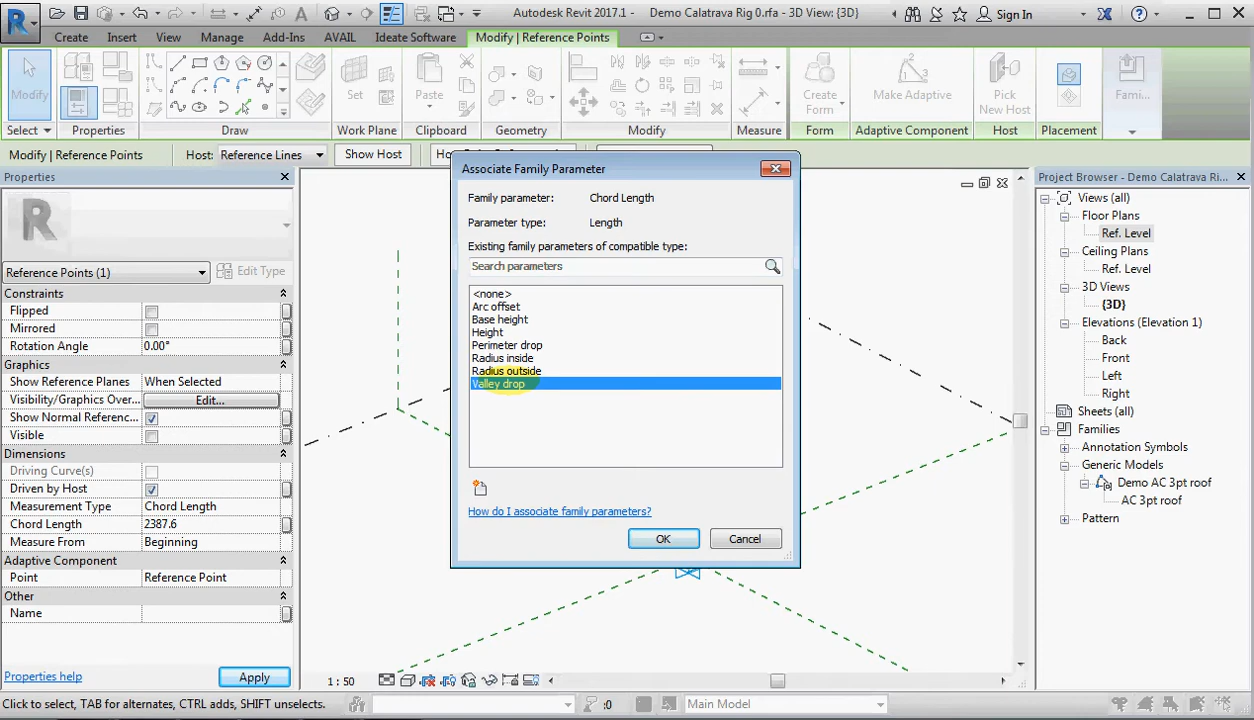 Autodesk Revit 2017.1 - Demo Calatrava Rig 0.rfa - 3D View: {3D}
Sign In
Create Insert View Manage Add-Ins AVAIL Ideate Software Modify | Reference Points
Modify
Paste
Set
Create Form
Make Adaptive
Pick New Host
Fami...
Select Properties Draw Work Plane Clipboard Geometry Modify Measure Form Adaptive Component Host Placement
Modify | Reference Points Host: Reference Lines Show Host
Properties
Reference Points (1) Edit Type
Constraints
Flipped
Mirrored
Rotation Angle 0.00°
Graphics
Show Reference Planes When Selected
Visibility/Graphics Over... Edit...
Show Normal Referenc...
Visible
Dimensions
Driving Curve(s)
Driven by Host
Measurement Type Chord Length
Chord Length 2387.6
Measure From Beginning
Adaptive Component
Point Reference Point
Other
Name
Properties help Apply
Associate Family Parameter
Family parameter: Chord Length
Parameter type: Length
Existing family parameters of compatible type:
Search parameters
<none>
Arc offset
Base height
Height
Perimeter drop
Radius inside
Radius outside
Valley drop
How do I associate family parameters?
OK Cancel
Project Browser - Demo Calatrava Ri...
Views (all)
Floor Plans
Ref. Level
Ceiling Plans
Ref. Level
3D Views
{3D}
Elevations (Elevation 1)
Back
Front
Left
Right
Sheets (all)
Families
Annotation Symbols
Generic Models
Demo AC 3pt roof
AC 3pt roof
Pattern
1 : 50
Click to select, TAB for alternates, CTRL adds, SHIFT unselects.
:0
Main Model